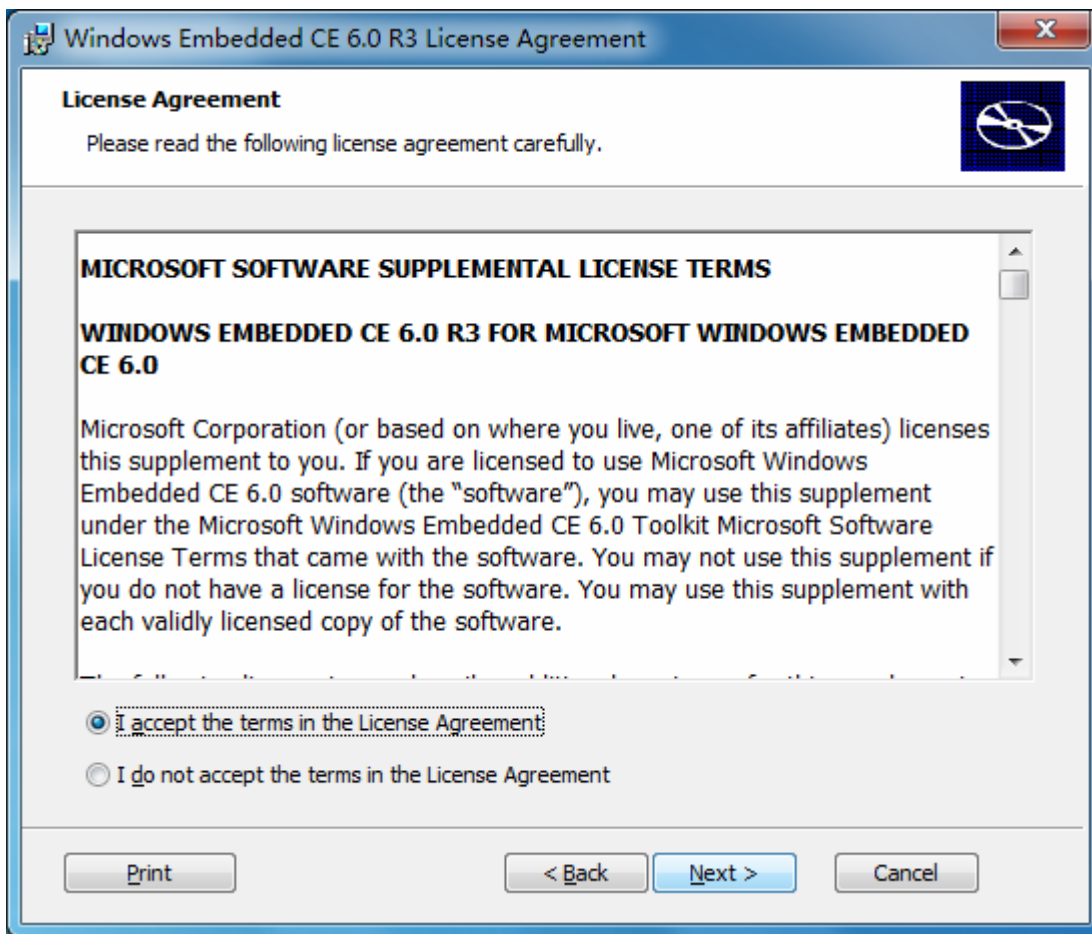 Windows Embedded CE 6.0 R3 License Agreement
License Agreement
Please read the following license agreement carefully.
MICROSOFT SOFTWARE SUPPLEMENTAL LICENSE TERMS
WINDOWS EMBEDDED CE 6.0 R3 FOR MICROSOFT WINDOWS EMBEDDED
CE 6.0
Microsoft Corporation (or based on where you live, one of its affiliates) licenses
this supplement to you. If you are licensed to use Microsoft Windows
Embedded CE 6.0 software (the “software”), you may use this supplement
under the Microsoft Windows Embedded CE 6.0 Toolkit Microsoft Software
License Terms that came with the software. You may not use this supplement if
you do not have a license for the software. You may use this supplement with
each validly licensed copy of the software.
I accept the terms in the License Agreement
I do not accept the terms in the License Agreement
Print
< Back
Next >
Cancel